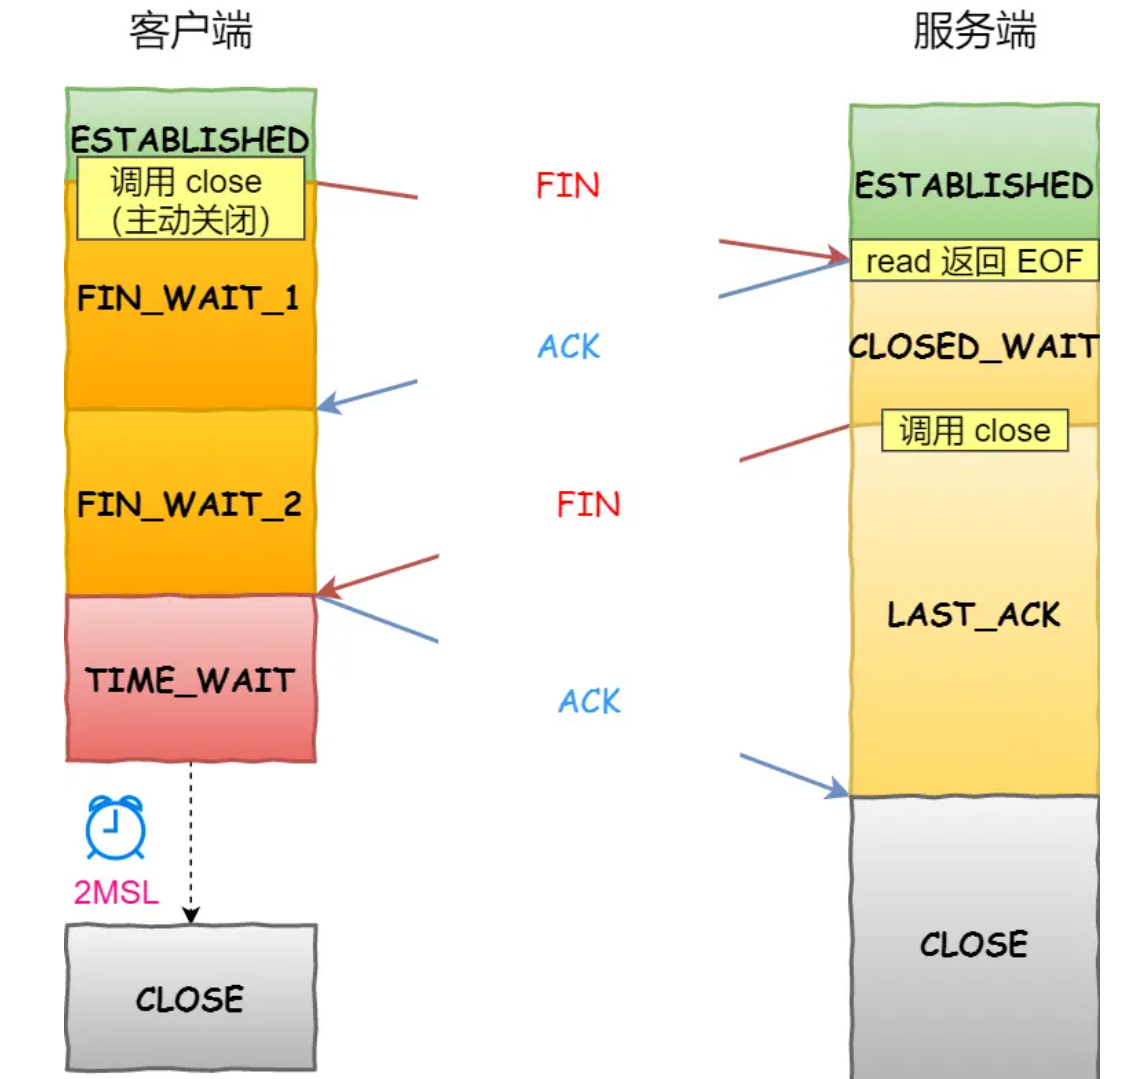 客户端
服务端
ESTABLISHED
调用 close
（主动关闭）
FIN
ESTABLISHED
read 返回 EOF
FIN_WAIT_1
ACK
CLOSED_WAIT
调用 close
FIN_WAIT_2
FIN
LAST_ACK
TIME_WAIT
ACK
2MSL
CLOSE
CLOSE